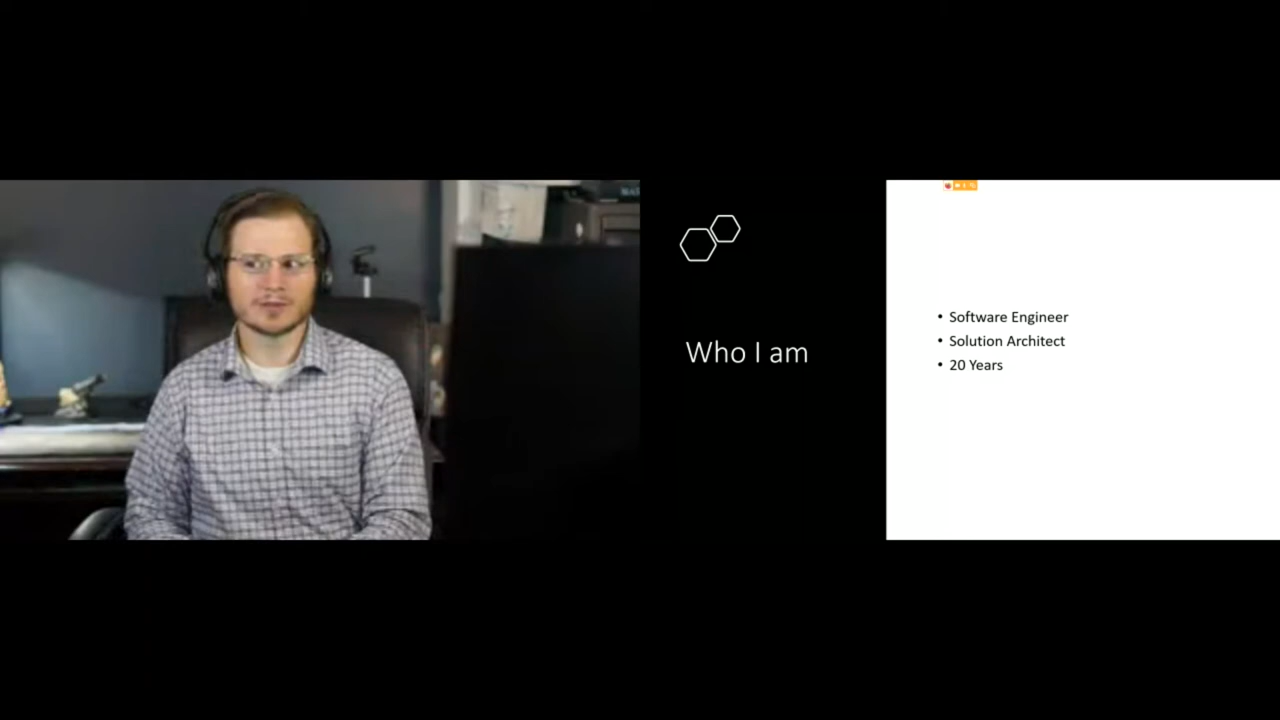 Who I am
• Software Engineer
• Solution Architect
• 20 Years